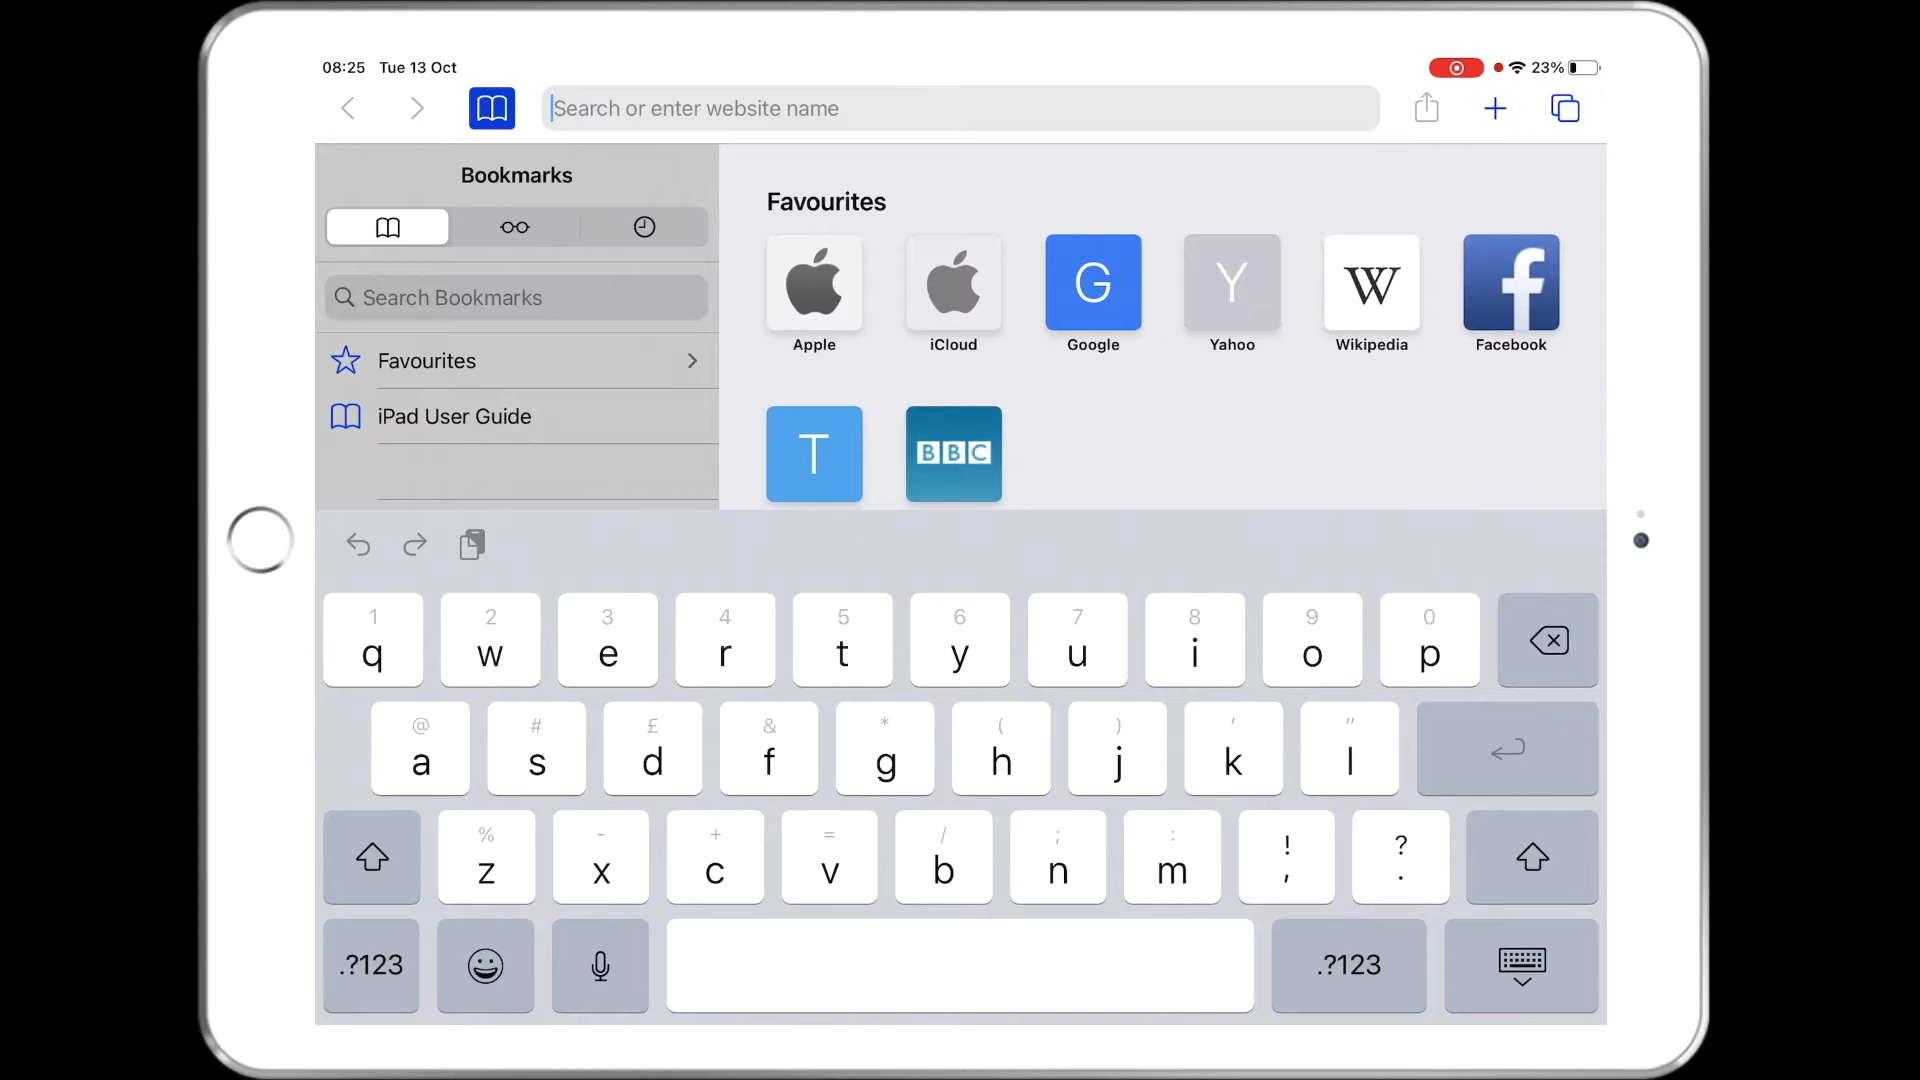 08:25 Tue 13 Oct
23%
Search or enter website name
Bookmarks
Search Bookmarks
Favourites
iPad User Guide
Favourites
G
Y
W
f
Apple
iCloud
Google
Yahoo
Wikipedia
Facebook
T
BBC
1 2 3 4 5 6 7 8 9 0
q w e r t y u i o p
@ # £ & * ( ) ' "
a s d f g h j k l
% - + = / ; : ! ?
z x c v b n m , .
.?123 .?123